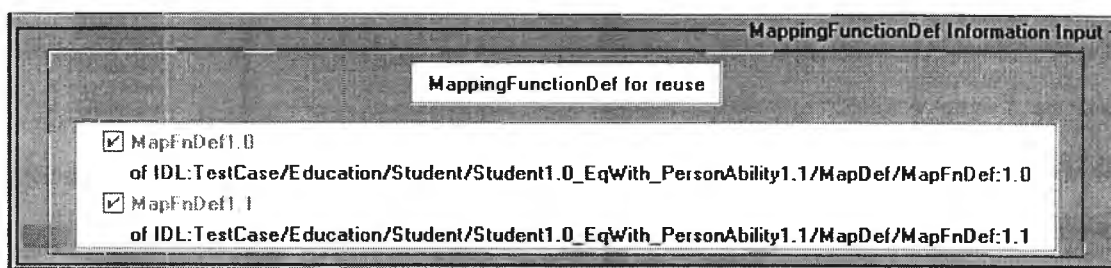 MappingFunctionDef Information Input
MappingFunctionDef for reuse
MapFnDef1.0
of IDL:TestCase/Education/Student/Student1.0_EqWith_PersonAbility1.1/MapDef/MapFnDef:1.0
MapFnDef1.1
of IDL:TestCase/Education/Student/Student1.0_EqWith_PersonAbility1.1/MapDef/MapFnDef:1.1